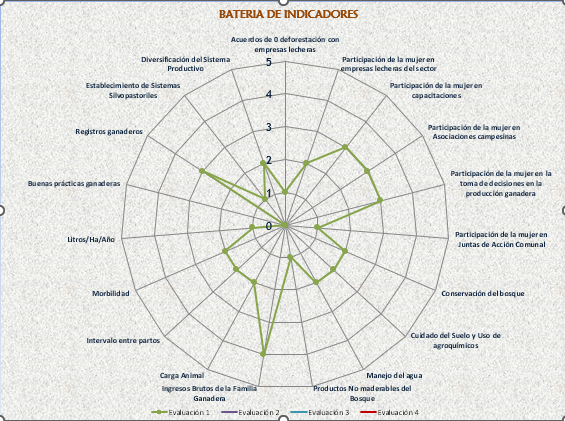 BATERIA DE INDICADORES
Acuerdos de 0 deforestación con
empresas lecheras
Participación de la mujer en
empresas lecheras del sector
Participación de la mujer en
capacitaciones
Participación de la mujer en
Asociaciones campesinas
Participación de la mujer en la
toma de decisiones en la
producción ganadera
Participación de la mujer en
Juntas de Acción Comunal
Conservación del bosque
Cuidado del Suelo y Uso de
agroquímicos
Manejo del agua
Productos No maderables del
Bosque
Ingresos Brutos de la Familia
Ganadera
Carga Animal
Intervalo entre partos
Morbilidad
Litros/Ha/Año
Buenas prácticas ganaderas
Registros ganaderos
Establecimiento de Sistemas
Silvopastoriles
Diversificación del Sistema
Productivo
5
4
3
2
1
0
Evaluación 1
Evaluación 2
Evaluación 3
Evaluación 4